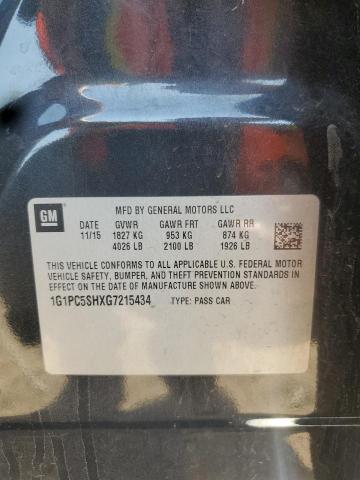 GM
MFD BY GENERAL MOTORS LLC
DATE GVWR GAWR FRT GAWR RR
11/15 1827 KG 953 KG 874 KG
4026 LB 2100 LB 1926 LB
THIS VEHICLE CONFORMS TO ALL APPLICABLE U.S. FEDERAL MOTOR
VEHICLE SAFETY, BUMPER, AND THEFT PREVENTION STANDARDS
IN EFFECT ON THE DATE OF MANUFACTURE SHOWN ABOVE.
1G1PC5SHXG7215434 TYPE: PASS CAR